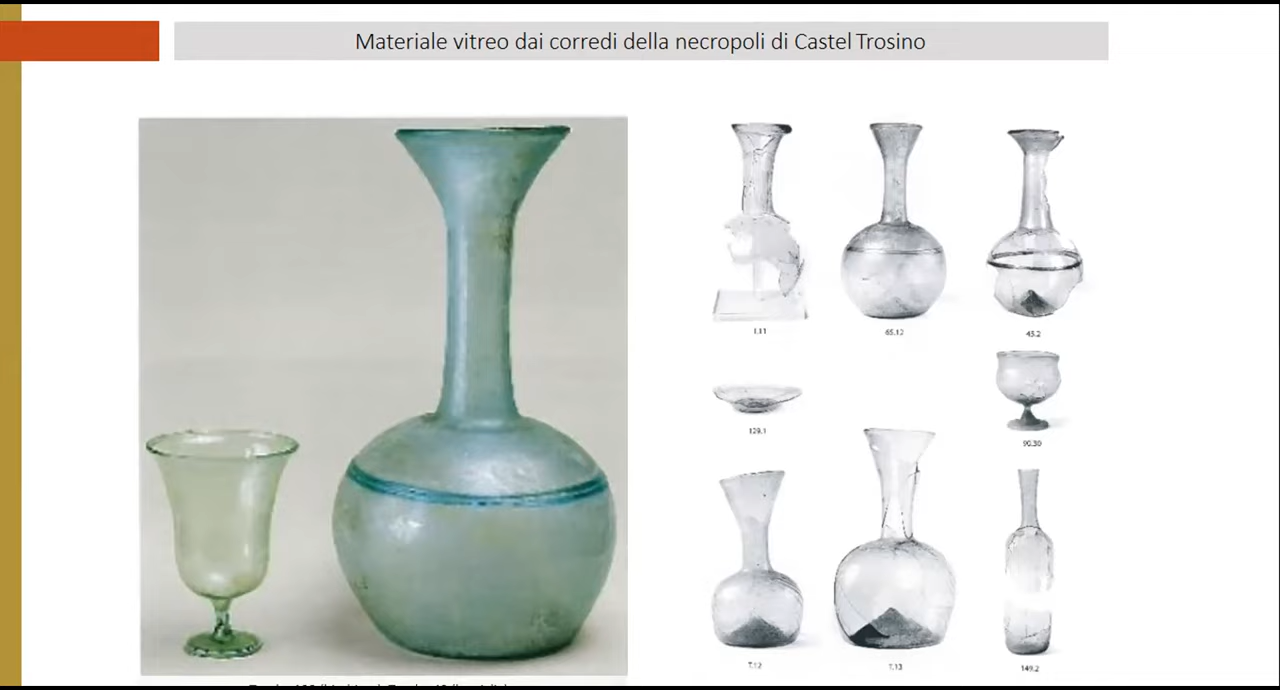 Materiale vitreo dai corredi della necropoli di Castel Trosino
65.12
45.2
129.1
90.30
T.12
T.13
149.2